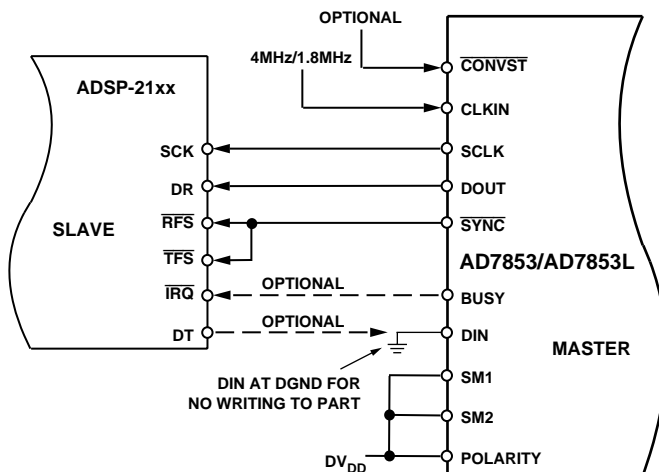 OPTIONAL
4MHz/1.8MHz
ADSP-21xx
CONVST
CLKIN
SCK
SCLK
DR
DOUT
RFS
SYNC
SLAVE
TFS
AD7853/AD7853L
IRQ
OPTIONAL
BUSY
DT
OPTIONAL
DIN
MASTER
DIN AT DGND FOR
NO WRITING TO PART
SM1
SM2
DVDD
POLARITY